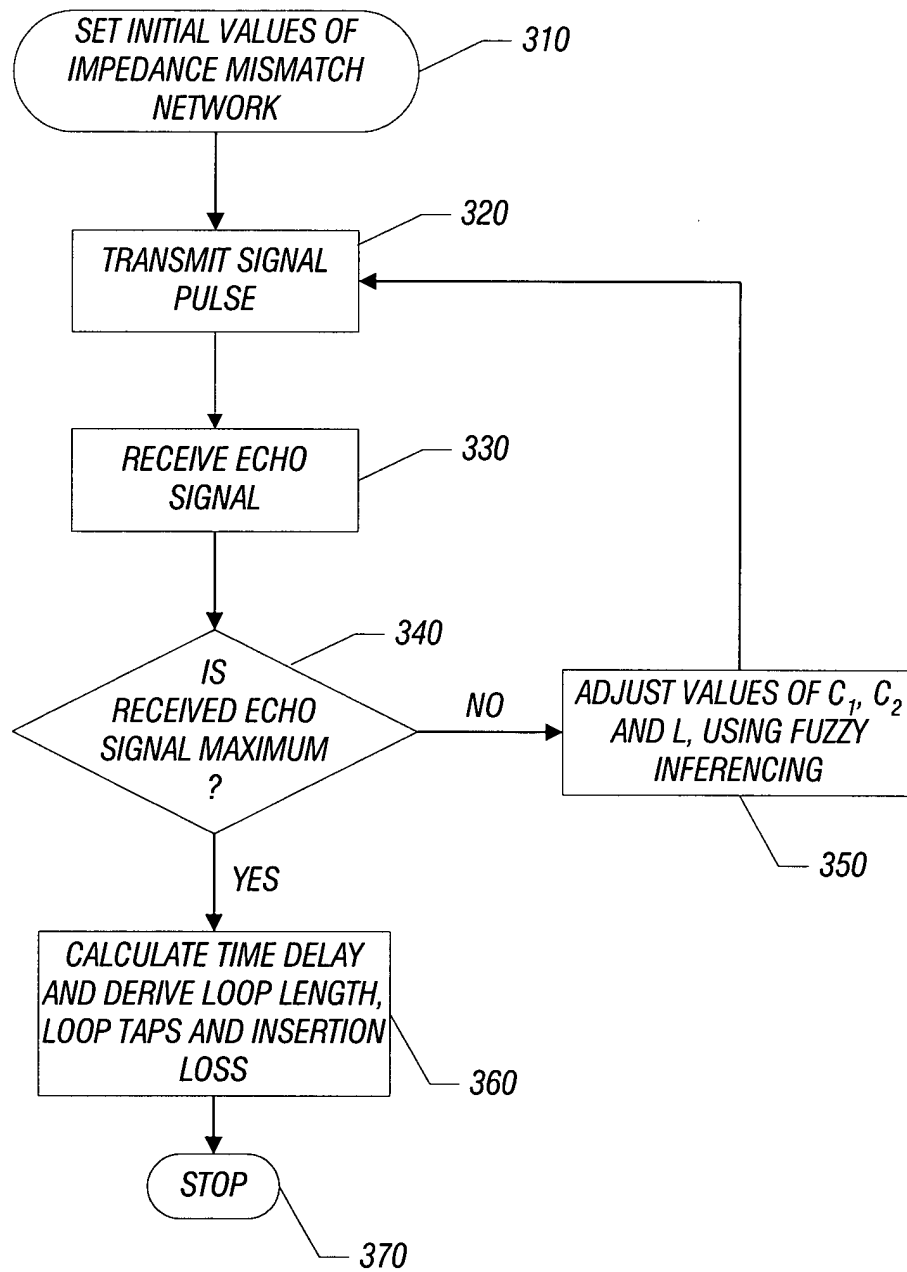 SET INITIAL VALUES OF
IMPEDANCE MISMATCH
NETWORK
310
320
TRANSMIT SIGNAL
PULSE
330
RECEIVE ECHO
SIGNAL
340
IS
RECEIVED ECHO
SIGNAL MAXIMUM
?
NO
ADJUST VALUES OF C₁, C₂
AND L, USING FUZZY
INFERENCING
350
YES
CALCULATE TIME DELAY
AND DERIVE LOOP LENGTH,
LOOP TAPS AND INSERTION
LOSS
360
STOP
370